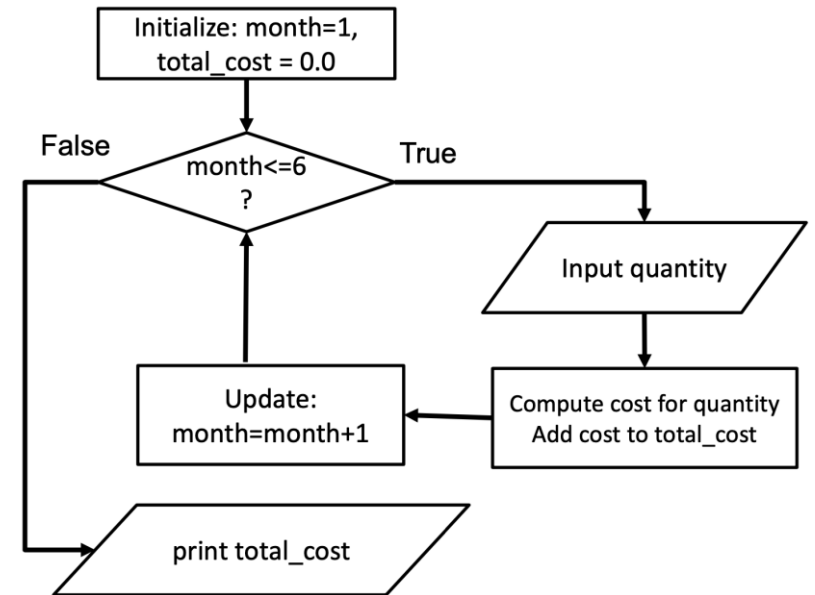 Initialize: month=1,
total_cost = 0.0
False
True
month<=6
?
Input quantity
Compute cost for quantity
Add cost to total_cost
Update:
month=month+1
print total_cost